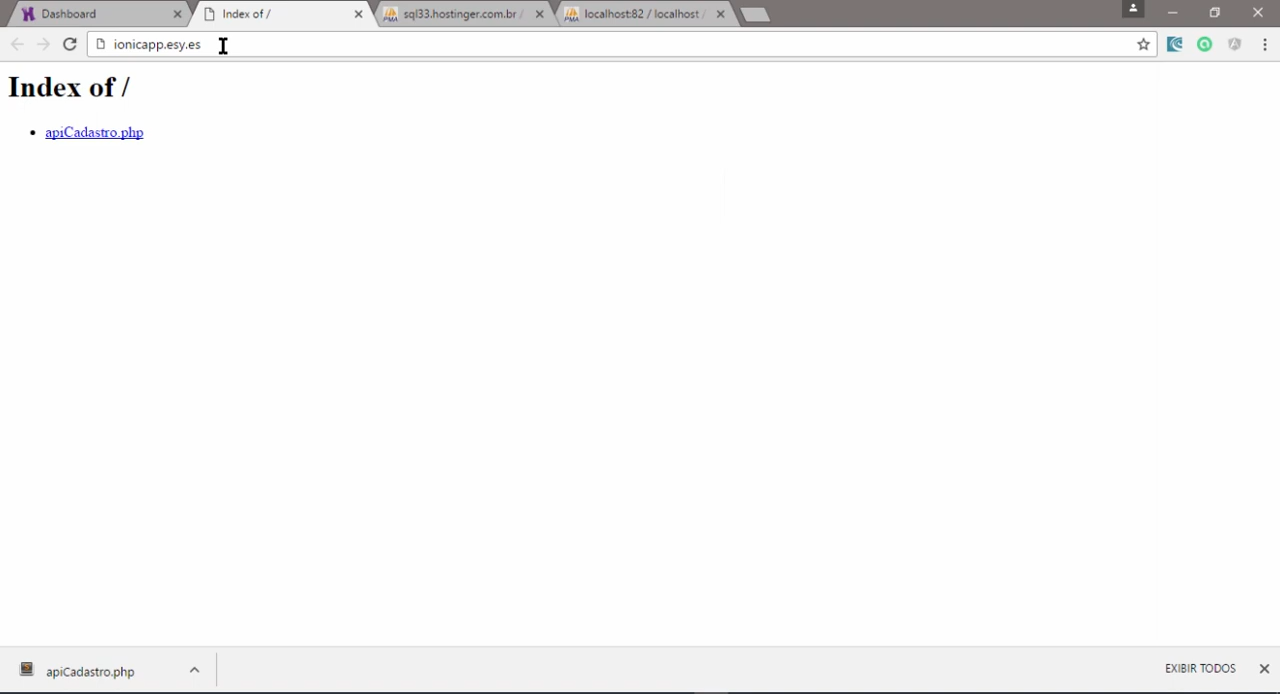 Dashboard
Index of /
sql33.hostinger.com.br /
localhost:82 / localhost /
ionicapp.esy.es
Index of /
apiCadastro.php
apiCadastro.php
EXIBIR TODOS